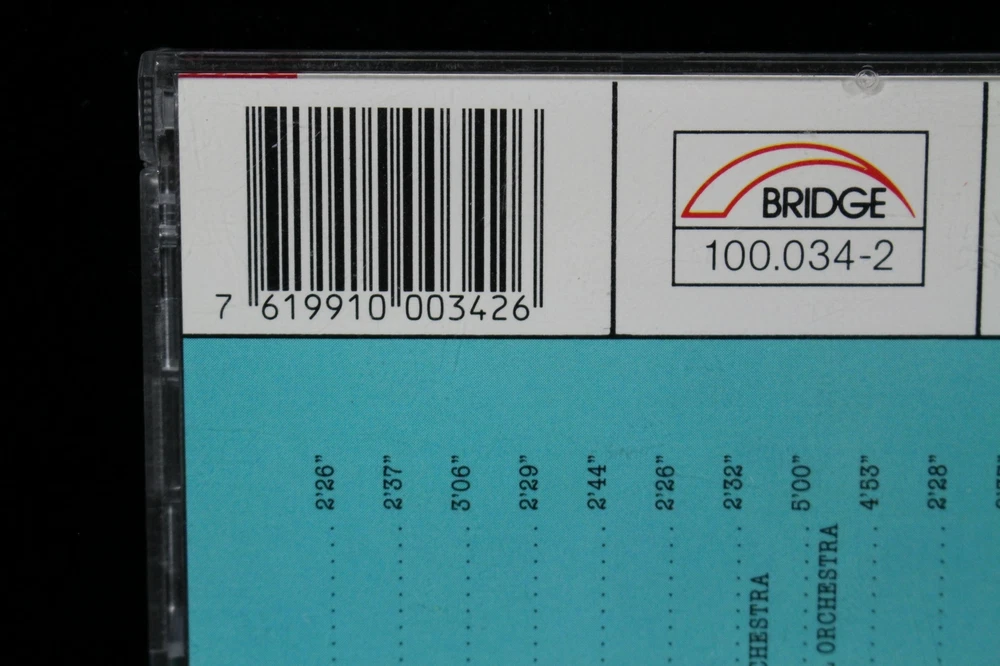 7 619910 003426
BRIDGE
100.034-2
2'26"
2'37"
3'06"
2'29"
2'44"
2'26"
2'32"
CHESTRA
5'00"
ORCHESTRA
4'53"
2'28"